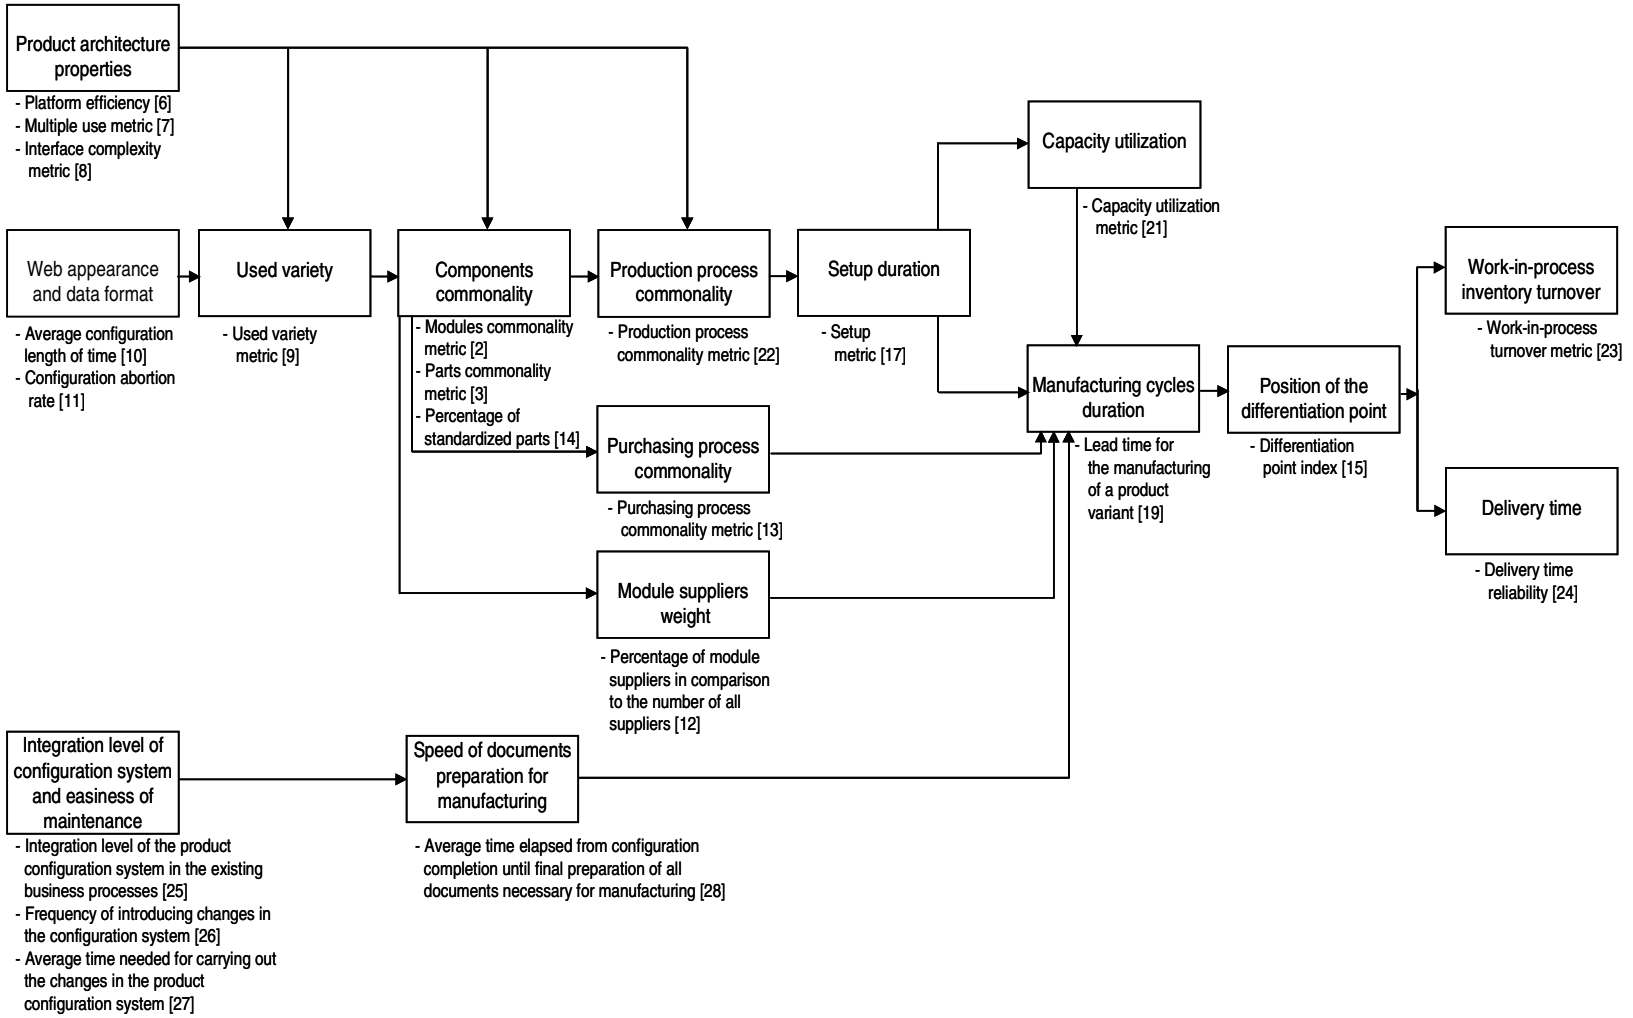 Product architecture
properties
- Platform efficiency [6]
- Multiple use metric [7]
- Interface complexity
metric [8]
Capacity utilization
- Capacity utilization
metric [21]
Web appearance
and data format
- Average configuration
length of time [10]
- Configuration abortion
rate [11]
Used variety
- Used variety
metric [9]
Components
commonality
- Modules commonality
metric [2]
- Parts commonality
metric [3]
- Percentage of
standardized parts [14]
Production process
commonality
- Production process
commonality metric [22]
Setup duration
- Setup
metric [17]
Purchasing process
commonality
- Purchasing process
commonality metric [13]
Module suppliers
weight
- Percentage of module
suppliers in comparison
to the number of all
suppliers [12]
Manufacturing cycles
duration
- Lead time for
the manufacturing
of a product
variant [19]
Position of the
differentiation point
- Differentiation
point index [15]
Work-in-process
inventory turnover
- Work-in-process
turnover metric [23]
Delivery time
- Delivery time
reliability [24]
Integration level of
configuration system
and easiness of
maintenance
- Integration level of the product
configuration system in the existing
business processes [25]
- Frequency of introducing changes in
the configuration system [26]
- Average time needed for carrying out
the changes in the product
configuration system [27]
Speed of documents
preparation for
manufacturing
- Average time elapsed from configuration
completion until final preparation of all
documents necessary for manufacturing [28]